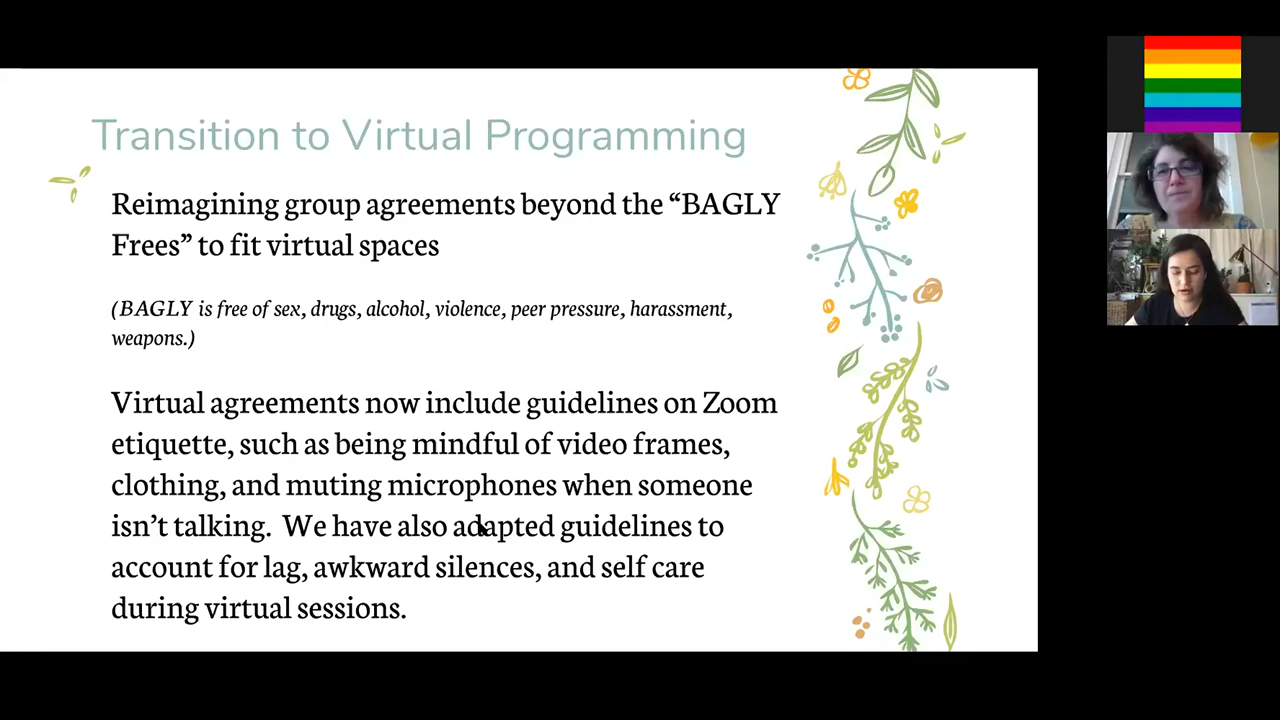 Transition to Virtual Programming
Reimagining group agreements beyond the “BAGLY
Frees” to fit virtual spaces
(BAGLY is free of sex, drugs, alcohol, violence, peer pressure, harassment,
weapons.)
Virtual agreements now include guidelines on Zoom
etiquette, such as being mindful of video frames,
clothing, and muting microphones when someone
isn’t talking.  We have also adapted guidelines to
account for lag, awkward silences, and self care
during virtual sessions.